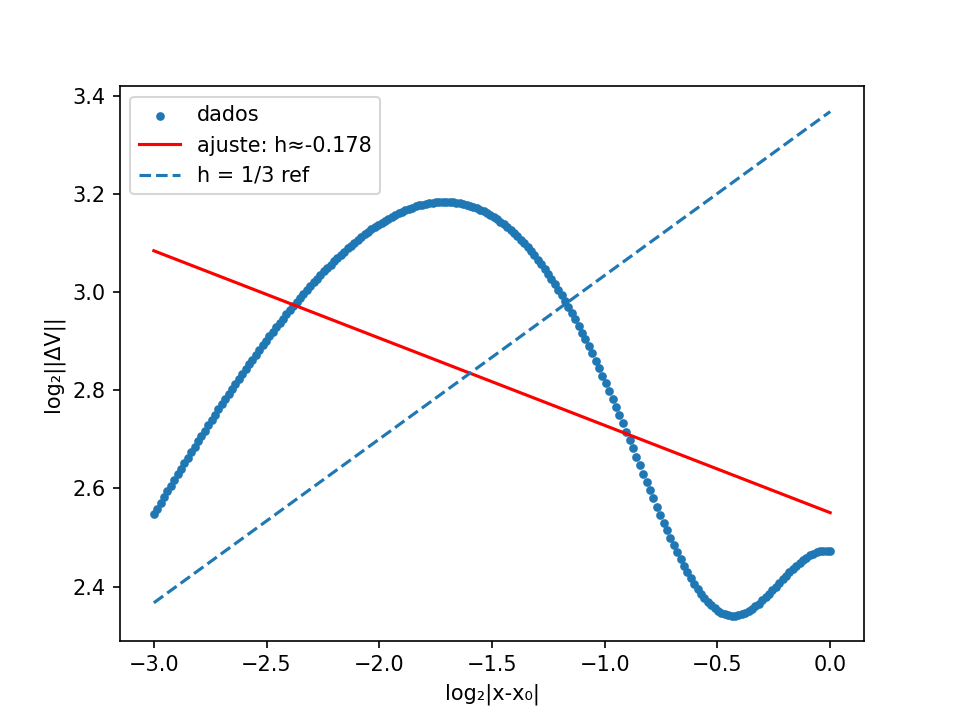 3.4
3.2
3.0
2.8
2.6
2.4
log₂||ΔV||
dados
ajuste: h≈-0.178
h = 1/3 ref
−3.0 −2.5 −2.0 −1.5 −1.0 −0.5 0.0
log₂|x-x₀|